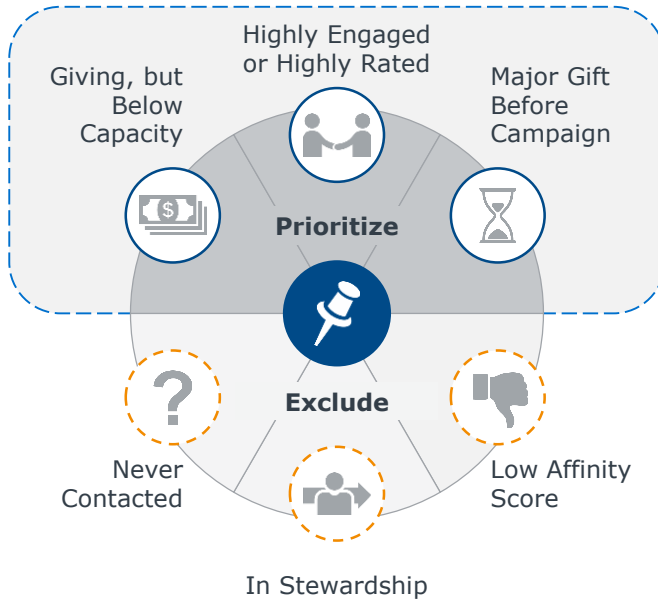 Highly Engaged
or Highly Rated
Giving, but
Below
Capacity
Major Gift
Before
Campaign
$
Prioritize
Exclude
?
Never
Contacted
Low Affinity
Score
In Stewardship